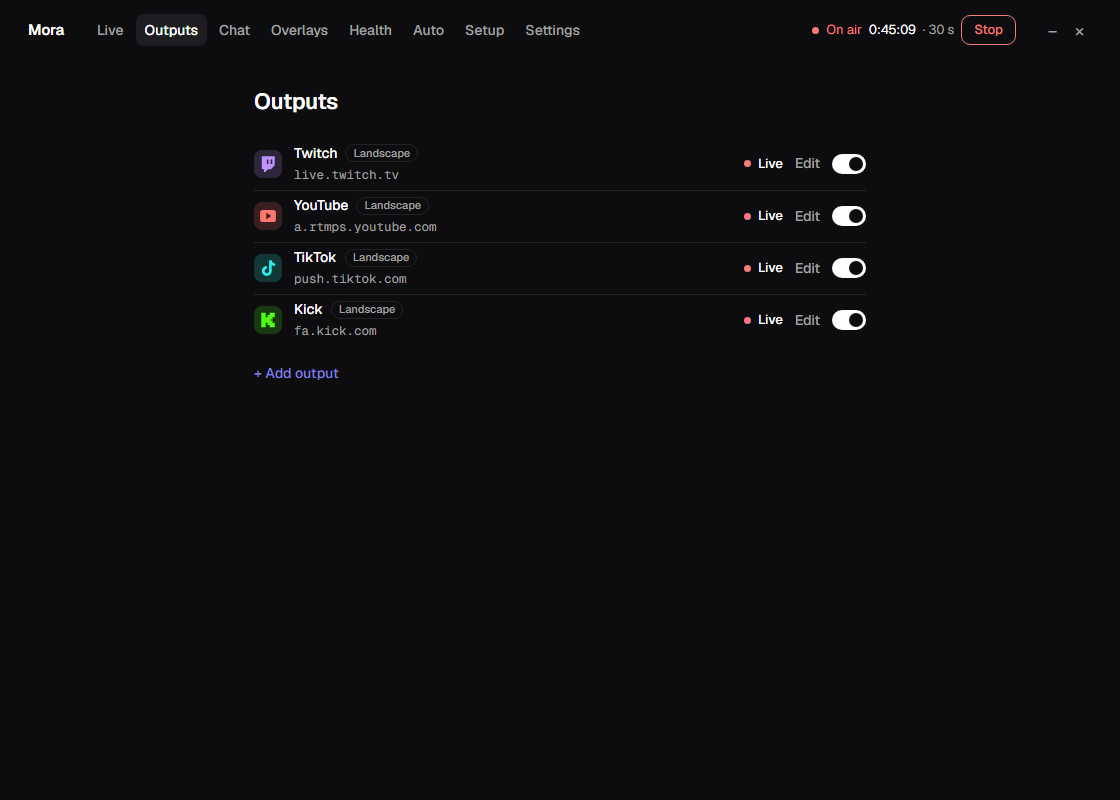 Mora Live Outputs Chat Overlays Health Auto Setup Settings On air 0:45:09 · 30 s Stop
Outputs
Twitch Landscape
live.twitch.tv
Live Edit
YouTube Landscape
a.rtmps.youtube.com
Live Edit
TikTok Landscape
push.tiktok.com
Live Edit
Kick Landscape
fa.kick.com
Live Edit
+ Add output